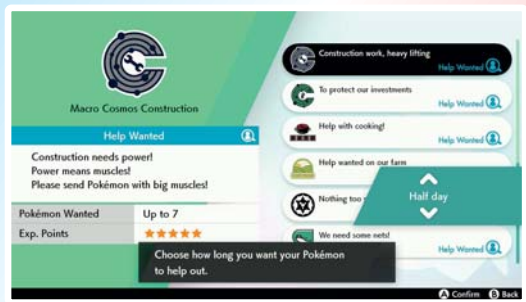 Macro Cosmos Construction
Help Wanted
Construction needs power!
Power means muscles!
Please send Pokémon with big muscles!
Pokémon Wanted Up to 7
Exp. Points ★★★★★
Construction work, heavy lifting
Help Wanted
To protect our investments
Help Wanted
Help with cooking!
Help Wanted
Help wanted on our farm
Nothing too
We need some nets!
Help Wanted
Half day
Choose how long you want your Pokémon
to help out.
A Confirm B Back